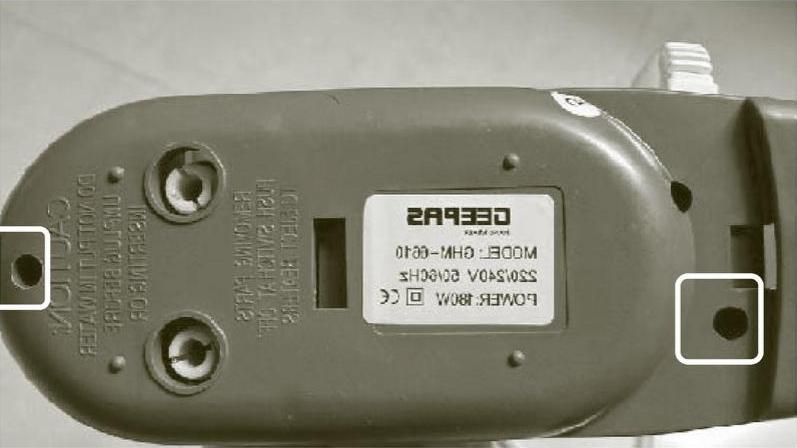 GEEPAS
MODEL: GHM-6610
220/240V 50/60Hz
POWER: 180W CE
CAUTION!
DO NOT PUT IN WATER
UNPLUG BEFORE
INSERTING OR
REMOVING PARTS
PUSH SWITCH AT OFF
TO EJECT BEATERS